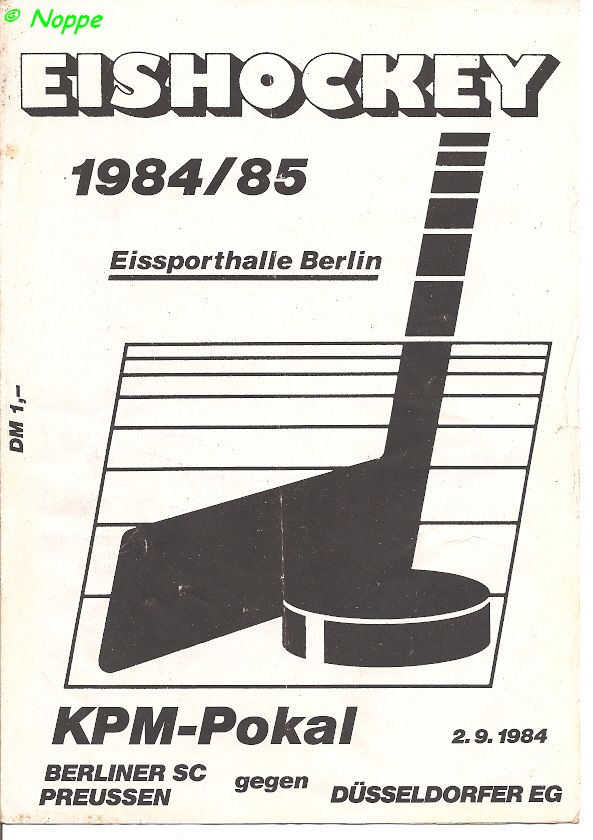 © Noppe
EISHOCKEY
1984/85
Eissporthalle Berlin
DM 1,–
KPM-Pokal
2. 9. 1984
BERLINER SC
PREUSSEN
gegen
DÜSSELDORFER EG